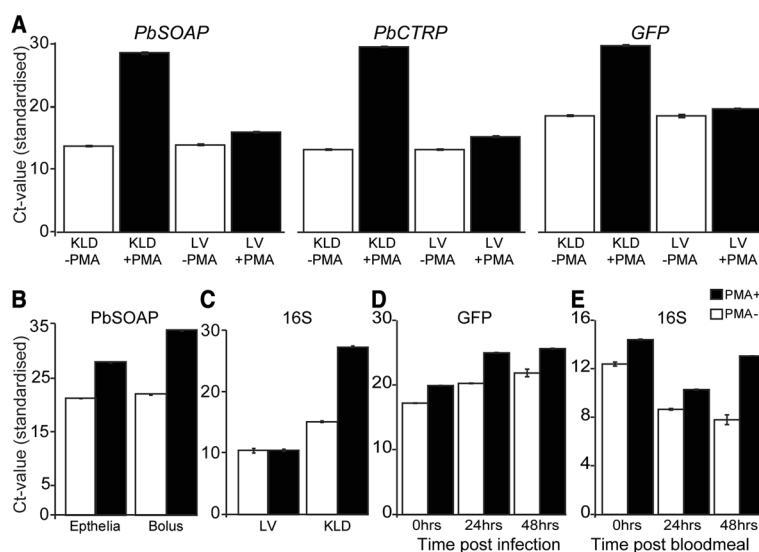 A
PbSOAP PbCTRP GFP
Ct-value (standardised)
30
20
10
0
KLD -PMA KLD +PMA LV -PMA LV +PMA
KLD -PMA KLD +PMA LV -PMA LV +PMA
KLD -PMA KLD +PMA LV -PMA LV +PMA
B
PbSOAP
Ct-value (standardised)
35
25
15
5
0
Epthelia Bolus
C
16S
30
20
10
0
LV KLD
D
GFP
30
20
10
0
0hrs 24hrs 48hrs
Time post infection
E
16S
PMA+
PMA-
16
12
8
4
0
0hrs 24hrs 48hrs
Time post bloodmeal